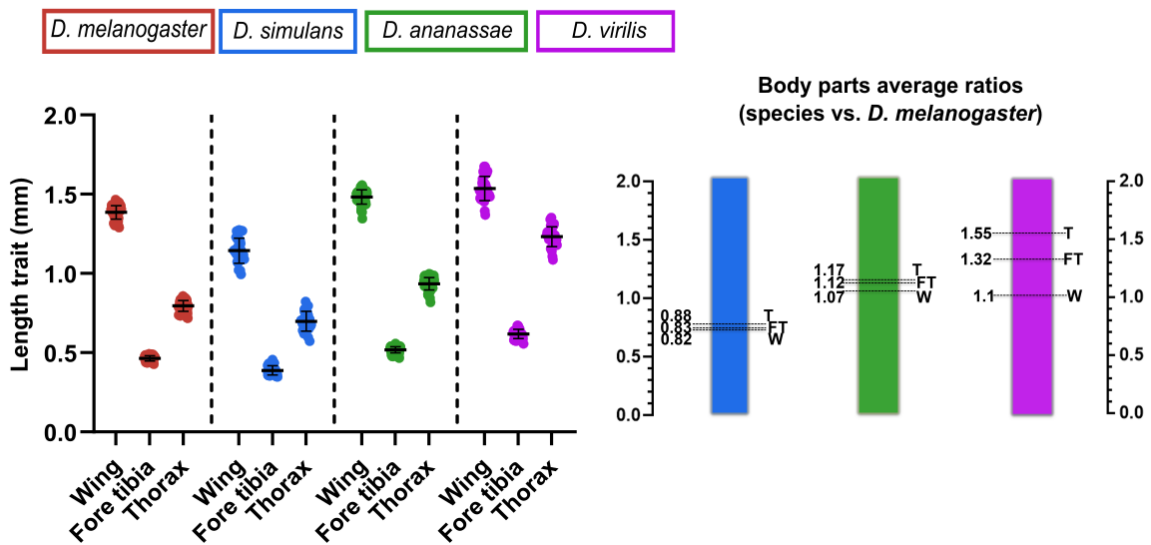 D. melanogaster
D. simulans
D. ananassae
D. virilis
Length trait (mm)
2.0
1.5
1.0
0.5
0.0
Wing
Fore tibia
Thorax
Wing
Fore tibia
Thorax
Wing
Fore tibia
Thorax
Wing
Fore tibia
Thorax
Body parts average ratios
(species vs. D. melanogaster)
2.0
1.5
1.0
0.5
0.0
0.88 T
0.83 FT
0.82 W
1.17 T
1.12 FT
1.07 W
1.55 T
1.32 FT
1.1 W
2.0
1.5
1.0
0.5
0.0